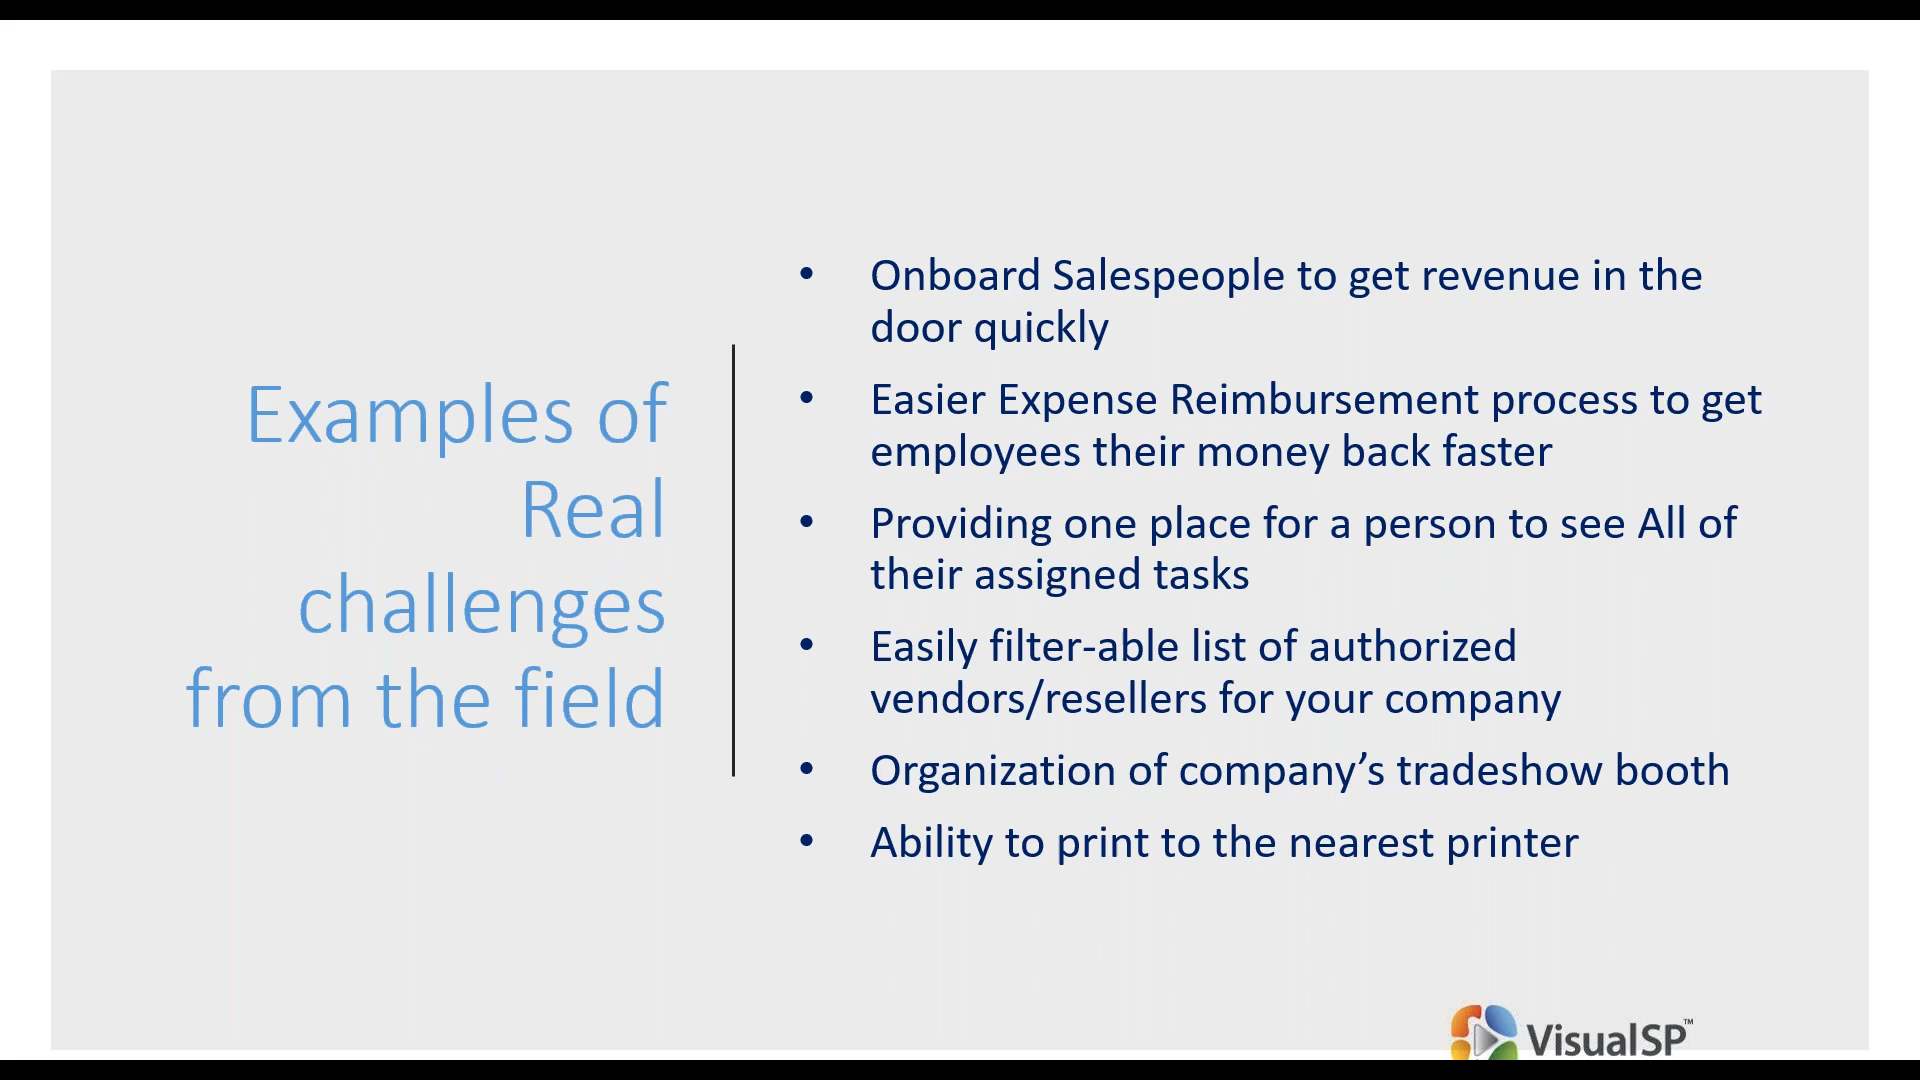 Examples of
Real
challenges
from the field
• Onboard Salespeople to get revenue in the
door quickly
• Easier Expense Reimbursement process to get
employees their money back faster
• Providing one place for a person to see All of
their assigned tasks
• Easily filter-able list of authorized
vendors/resellers for your company
• Organization of company’s tradeshow booth
• Ability to print to the nearest printer
VisualSP™